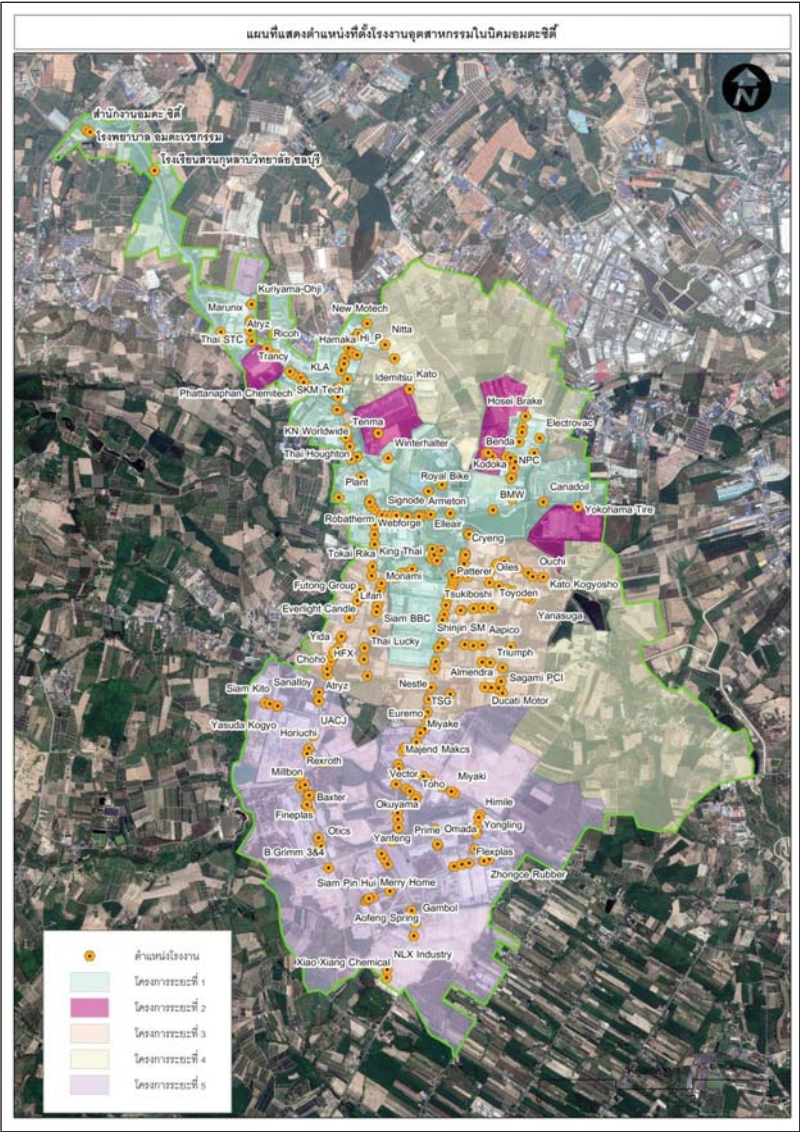 แผนที่แสดงตำแหน่งที่ตั้งโรงงานอุตสาหกรรมในนิคมอมตะซิตี้
N
สำนักงานอมตะ ซิตี้
โรงพยาบาล อมตะเวชกรรม
โรงเรียนสวนกุหลาบวิทยาลัย ชลบุรี
Kuriyama-Ohji
Marunix
New Motech
Atryz
Nitta
Thai STC
Ricoh
Hamaka
Hi_P
Trancy
KLA
Idemitsu
Kato
Phattanaphan Chemitech
SKM Tech
Hosei Brake
Tenma
Electrovac
KN Worldwide
Winterhalter
Benda
Thai Houghton
Kodoka
NPC
Plant
Royal Bike
Canadoil
Signode
Armeton
BMW
Yokohama Tire
Robatherm
Webforge
Elleair
Cryeng
Tokai Rika
King Thai
Ouchi
Monami
Patterer
Oiles
Kato Kogyosho
Futong Group
Lifan
Tsukiboshi
Toyoden
Everlight Candle
Siam BBC
Yanasuga
Shinjin SM
Aapico
Yida
Thai Lucky
Triumph
Choho
HFX
Almendra
Sagami PCI
Siam Kito
Sanalloy
Atryz
Nestle
TSG
Ducati Motor
Yasuda Kogyo
UACJ
Euremo
Miyake
Horiuchi
Majend Makcs
Rexroth
Millbon
Vector
Toho
Miyaki
Baxter
Okuyama
Himile
Fineplas
Otics
Yanfeng
Prime
Omada
Yongling
B.Grimm 3&4
Flexplas
Siam Pin Hui
Merry Home
Zhongce Rubber
Gambol
Aofeng Spring
NLX Industry
Xiao Xiang Chemical
ตำแหน่งโรงงาน
โครงการระยะที่ 1
โครงการระยะที่ 2
โครงการระยะที่ 3
โครงการระยะที่ 4
โครงการระยะที่ 5